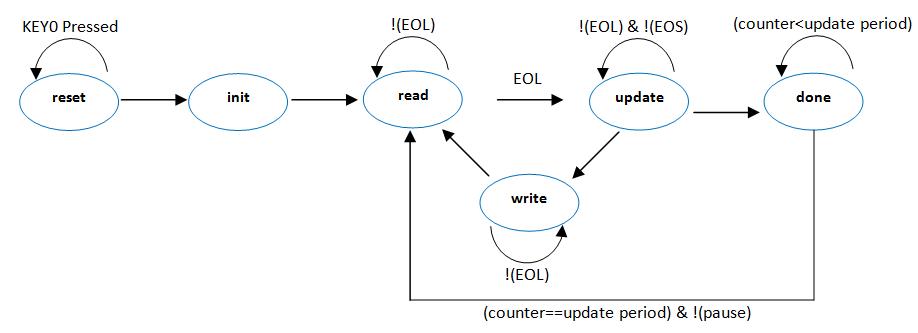 KEY0 Pressed
!(EOL)
!(EOL) & !(EOS)
(counter<update period)
reset
init
read
EOL
update
done
write
!(EOL)
(counter==update period) & !(pause)